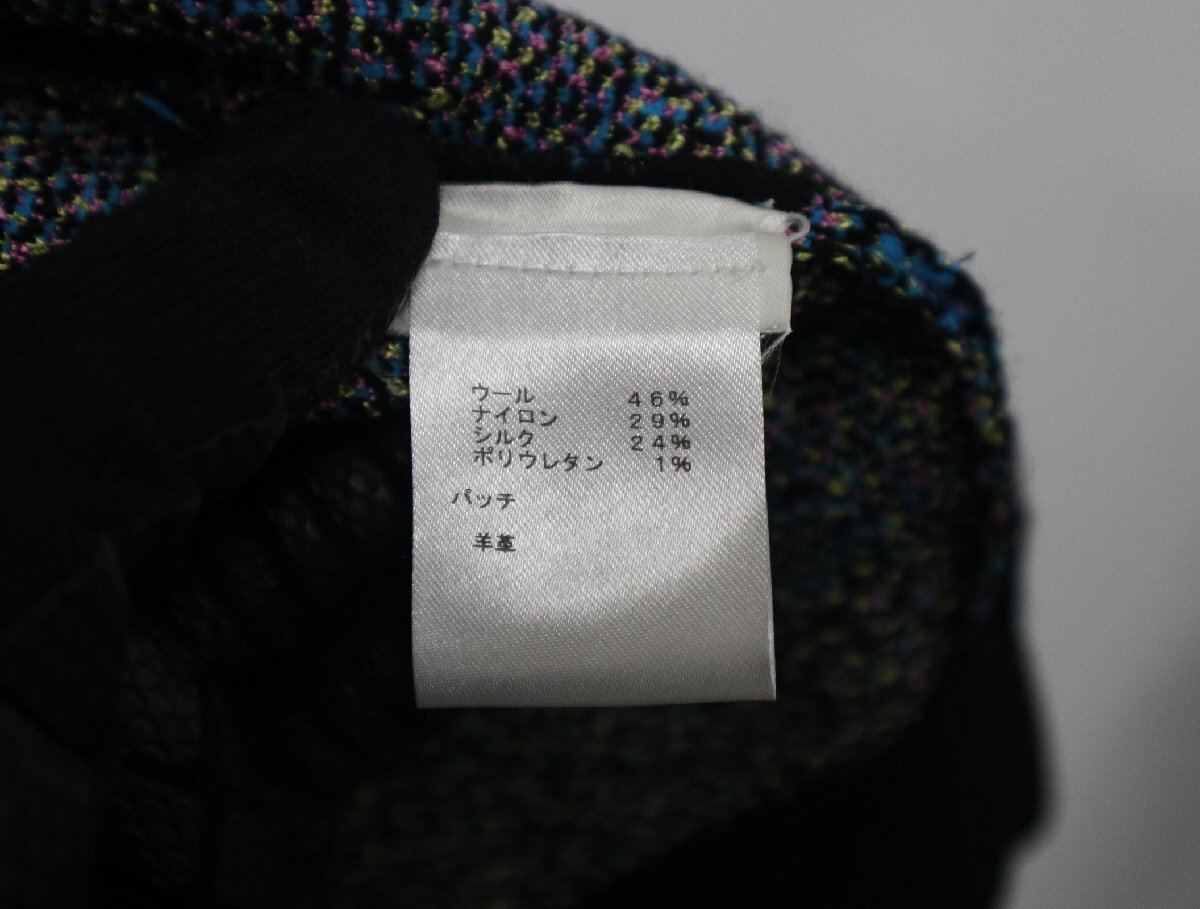 ウール 46%
ナイロン 29%
シルク 24%
ポリウレタン 1%
パッチ
羊革